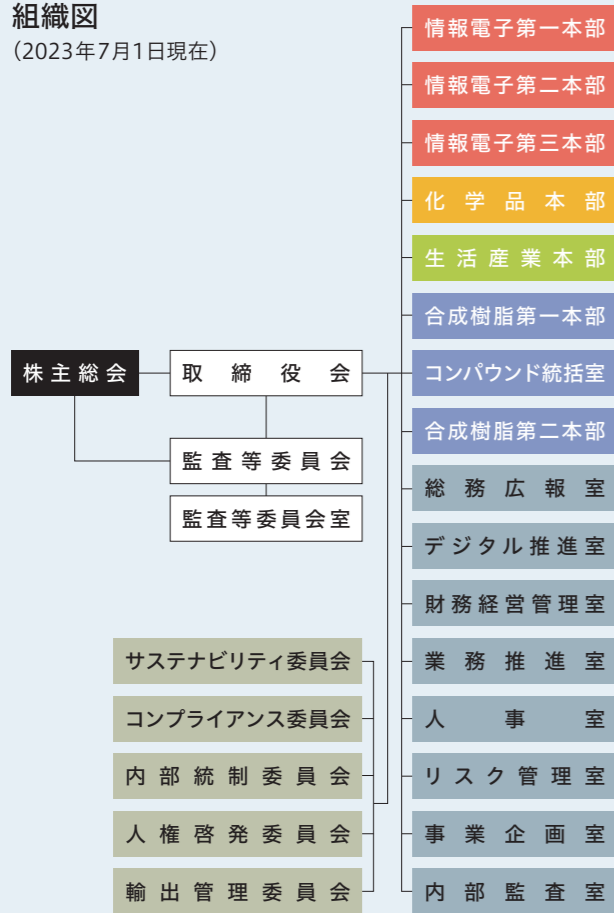 組織図
（2023年7月1日現在）
株主総会
取締役会
監査等委員会
監査等委員会室
情報電子第一本部
情報電子第二本部
情報電子第三本部
化学品本部
生活産業本部
合成樹脂第一本部
コンパウンド統括室
合成樹脂第二本部
総務広報室
デジタル推進室
財務経営管理室
業務推進室
人事室
リスク管理室
事業企画室
内部監査室
サステナビリティ委員会
コンプライアンス委員会
内部統制委員会
人権啓発委員会
輸出管理委員会